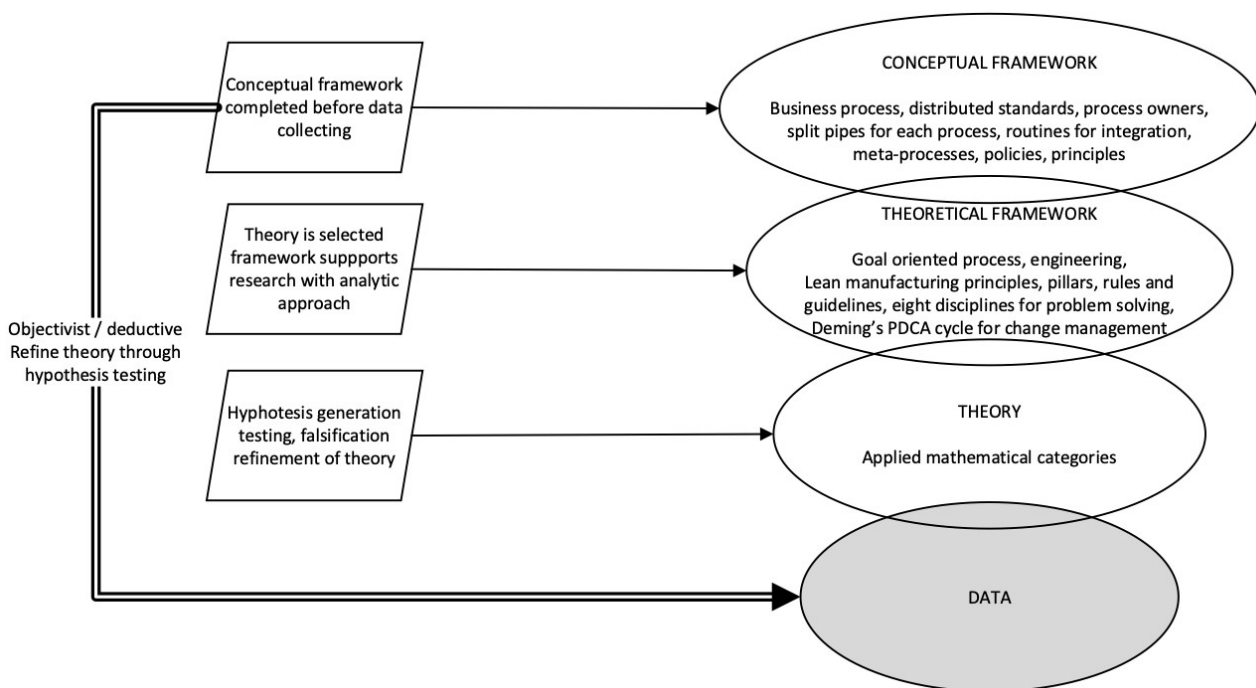 Conceptual framework
completed before data
collecting
CONCEPTUAL FRAMEWORK
Business process, distributed standards, process owners,
split pipes for each process, routines for integration,
meta-processes, policies, principles
Theory is selected
framework suppports
research with analytic
approach
THEORETICAL FRAMEWORK
Goal oriented process, engineering,
Lean manufacturing principles, pillars, rules and
guidelines, eight disciplines for problem solving,
Deming’s PDCA cycle for change management
Objectivist / deductive
Refine theory through
hypothesis testing
Hyphotesis generation
testing, falsification
refinement of theory
THEORY
Applied mathematical categories
DATA